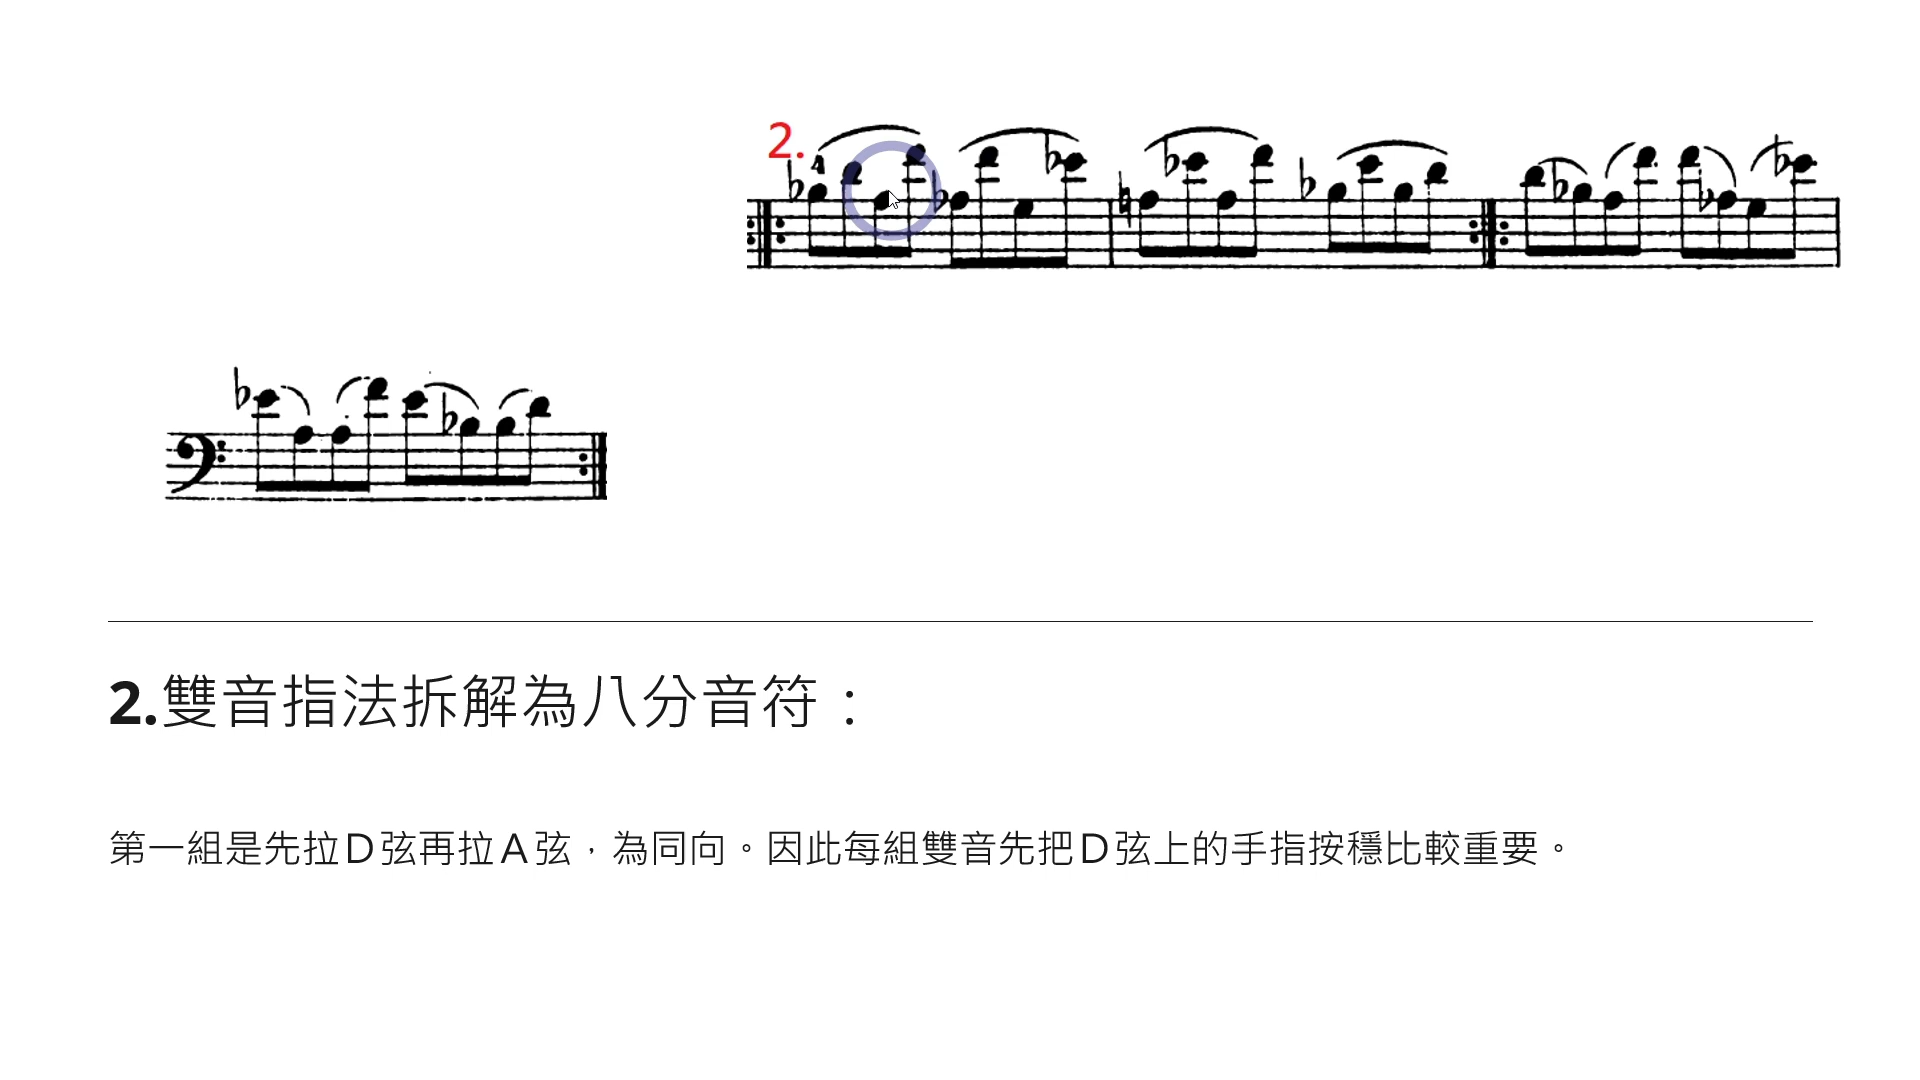 2.
4
2.雙音指法拆解為八分音符：
第一組是先拉D弦再拉A弦，為同向。因此每組雙音先把D弦上的手指按穩比較重要。